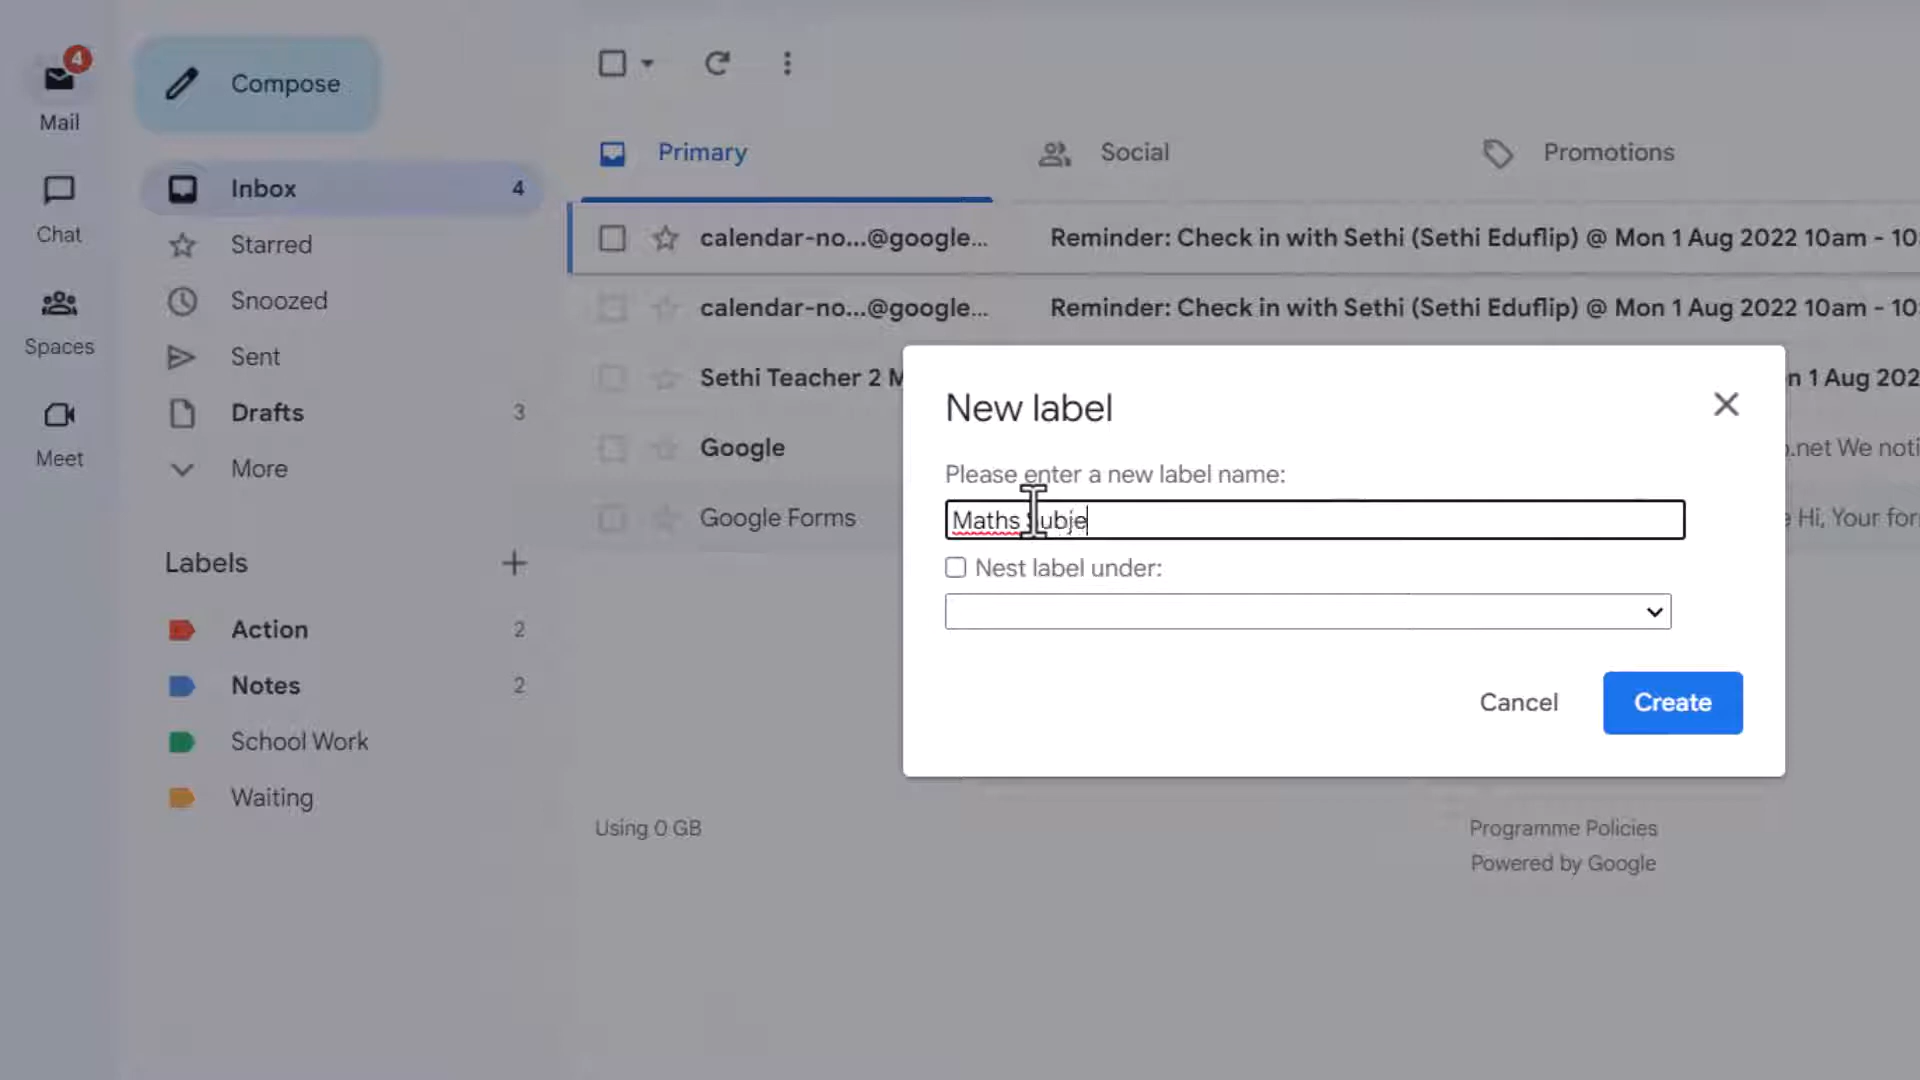 4
Mail
Chat
Spaces
Meet
Compose
Inbox 4
Starred
Snoozed
Sent
Drafts 3
More
Labels
Action 2
Notes 2
School Work
Waiting
Primary Social Promotions
calendar-no...@google... Reminder: Check in with Sethi (Sethi Eduflip) @ Mon 1 Aug 2022 10am - 10
calendar-no...@google... Reminder: Check in with Sethi (Sethi Eduflip) @ Mon 1 Aug 2022 10am - 10
Sethi Teacher 2 n 1 Aug 202
Google .net We noti
Google Forms Hi, Your for
New label
Please enter a new label name:
Maths Subje
Nest label under:
Cancel Create
Using 0 GB
Programme Policies
Powered by Google